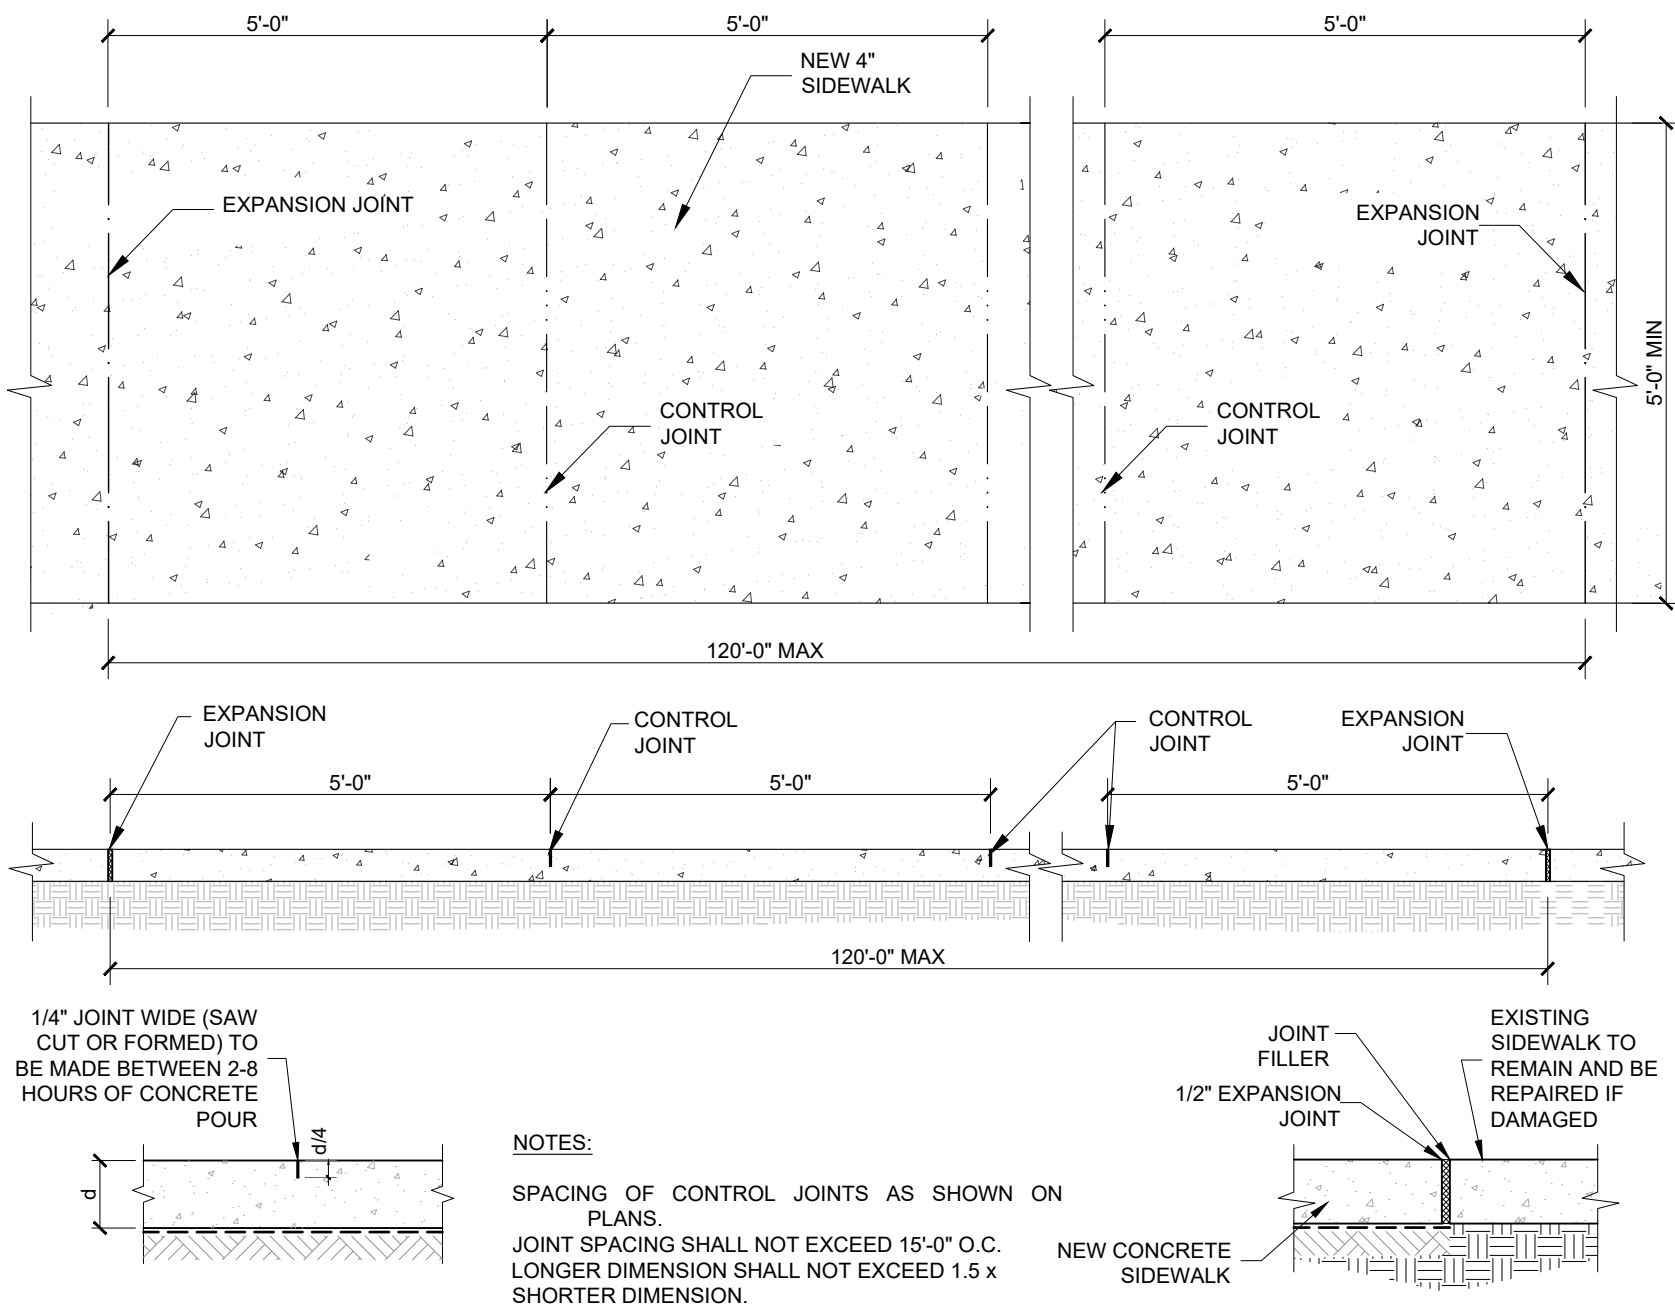 5'-0"
5'-0"
5'-0"
NEW 4"
SIDEWALK
EXPANSION JOINT
EXPANSION
JOINT
CONTROL
JOINT
CONTROL
JOINT
5'-0" MIN
120'-0" MAX
EXPANSION
JOINT
CONTROL
JOINT
CONTROL
JOINT
EXPANSION
JOINT
5'-0"
5'-0"
5'-0"
120'-0" MAX
1/4" JOINT WIDE (SAW
CUT OR FORMED) TO
BE MADE BETWEEN 2-8
HOURS OF CONCRETE
POUR
d/4
d
NOTES:
SPACING OF CONTROL JOINTS AS SHOWN ON
PLANS.
JOINT SPACING SHALL NOT EXCEED 15'-0" O.C.
LONGER DIMENSION SHALL NOT EXCEED 1.5 x
SHORTER DIMENSION.
JOINT
FILLER
1/2" EXPANSION
JOINT
EXISTING
SIDEWALK TO
REMAIN AND BE
REPAIRED IF
DAMAGED
NEW CONCRETE
SIDEWALK